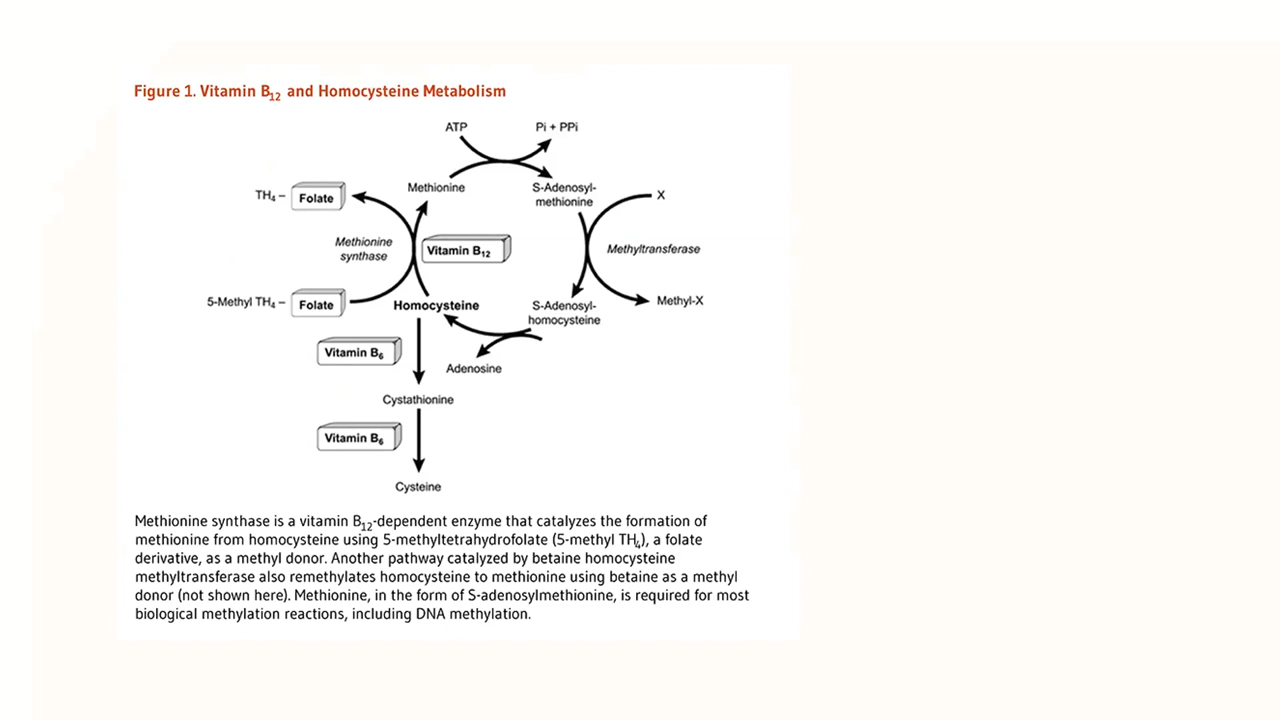 Figure 1. Vitamin B12 and Homocysteine Metabolism
ATP
Pi + PPi
Methionine
S-Adenosyl-
methionine
X
TH4 –
Folate
Methionine
synthase
Vitamin B12
Methyltransferase
5-Methyl TH4 –
Folate
Homocysteine
S-Adenosyl-
homocysteine
Methyl-X
Vitamin B6
Adenosine
Cystathionine
Vitamin B6
Cysteine
Methionine synthase is a vitamin B12-dependent enzyme that catalyzes the formation of
methionine from homocysteine using 5-methyltetrahydrofolate (5-methyl TH4), a folate
derivative, as a methyl donor. Another pathway catalyzed by betaine homocysteine
methyltransferase also remethylates homocysteine to methionine using betaine as a methyl
donor (not shown here). Methionine, in the form of S-adenosylmethionine, is required for most
biological methylation reactions, including DNA methylation.